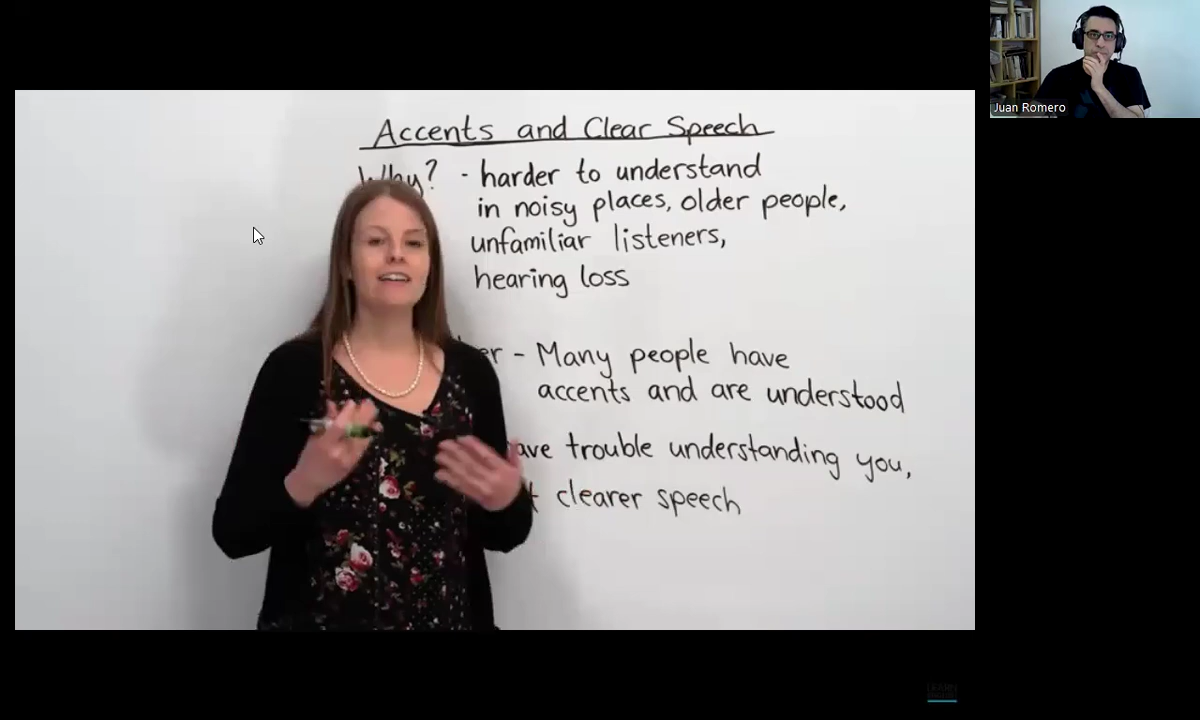 Accents and Clear Speech
Why? - harder to understand
in noisy places, older people,
unfamiliar listeners,
hearing loss
- Many people have
accents and are understood
trouble understanding you,
clearer speech
Juan Romero